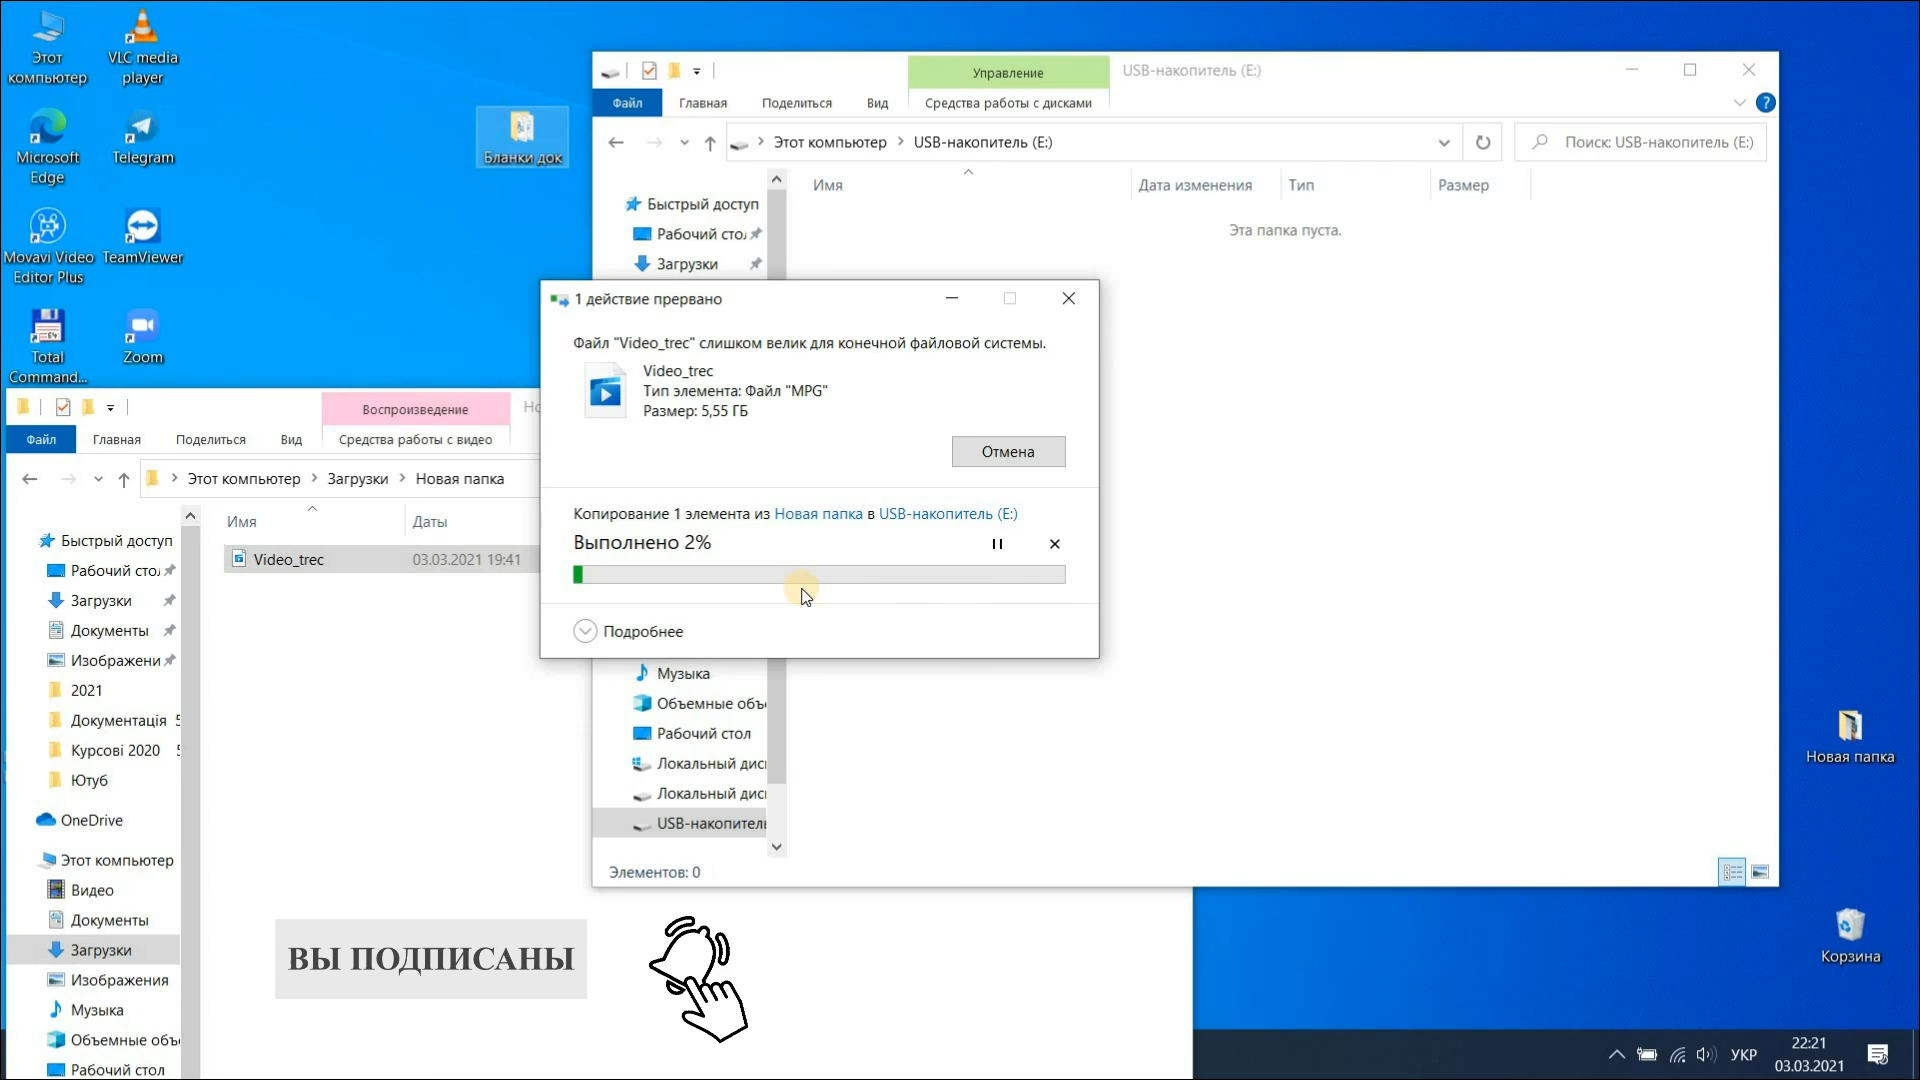 Этот
компьютер
VLC media
player
Microsoft
Edge
Telegram
Movavi Video
Editor Plus
TeamViewer
Total
Command...
Zoom
Бланки док
Управление
USB-накопитель (E:)
Файл
Главная
Поделиться
Вид
Средства работы с дисками
?
Этот компьютер
USB-накопитель (E:)
Поиск: USB-накопитель (E:)
Имя
Дата изменения
Тип
Размер
Эта папка пуста.
Быстрый доступ
Рабочий сто
Загрузки
1 действие прервано
Файл "Video_trec" слишком велик для конечной файловой системы.
Video_trec
Тип элемента: Файл "MPG"
Размер: 5,55 ГБ
Отмена
Копирование 1 элемента из Новая папка в USB-накопитель (E:)
Выполнено 2%
Подробнее
Музыка
Объемные объ
Рабочий стол
Локальный дис
Локальный дис
USB-накопитель
Элементов: 0
Воспроизведение
Но
Файл
Главная
Поделиться
Вид
Средства работы с видео
Этот компьютер
Загрузки
Новая папка
Имя
Даты
Video_trec
03.03.2021 19:41
Быстрый доступ
Рабочий сто
Загрузки
Документы
Изображени
2021
Документація 5
Курсові 2020 5
Ютуб
OneDrive
Этот компьютер
Видео
Документы
Загрузки
Изображения
Музыка
Объемные объ
Рабочий стол
ВЫ ПОДПИСАНЫ
Новая папка
Корзина
УКР
22:21
03.03.2021